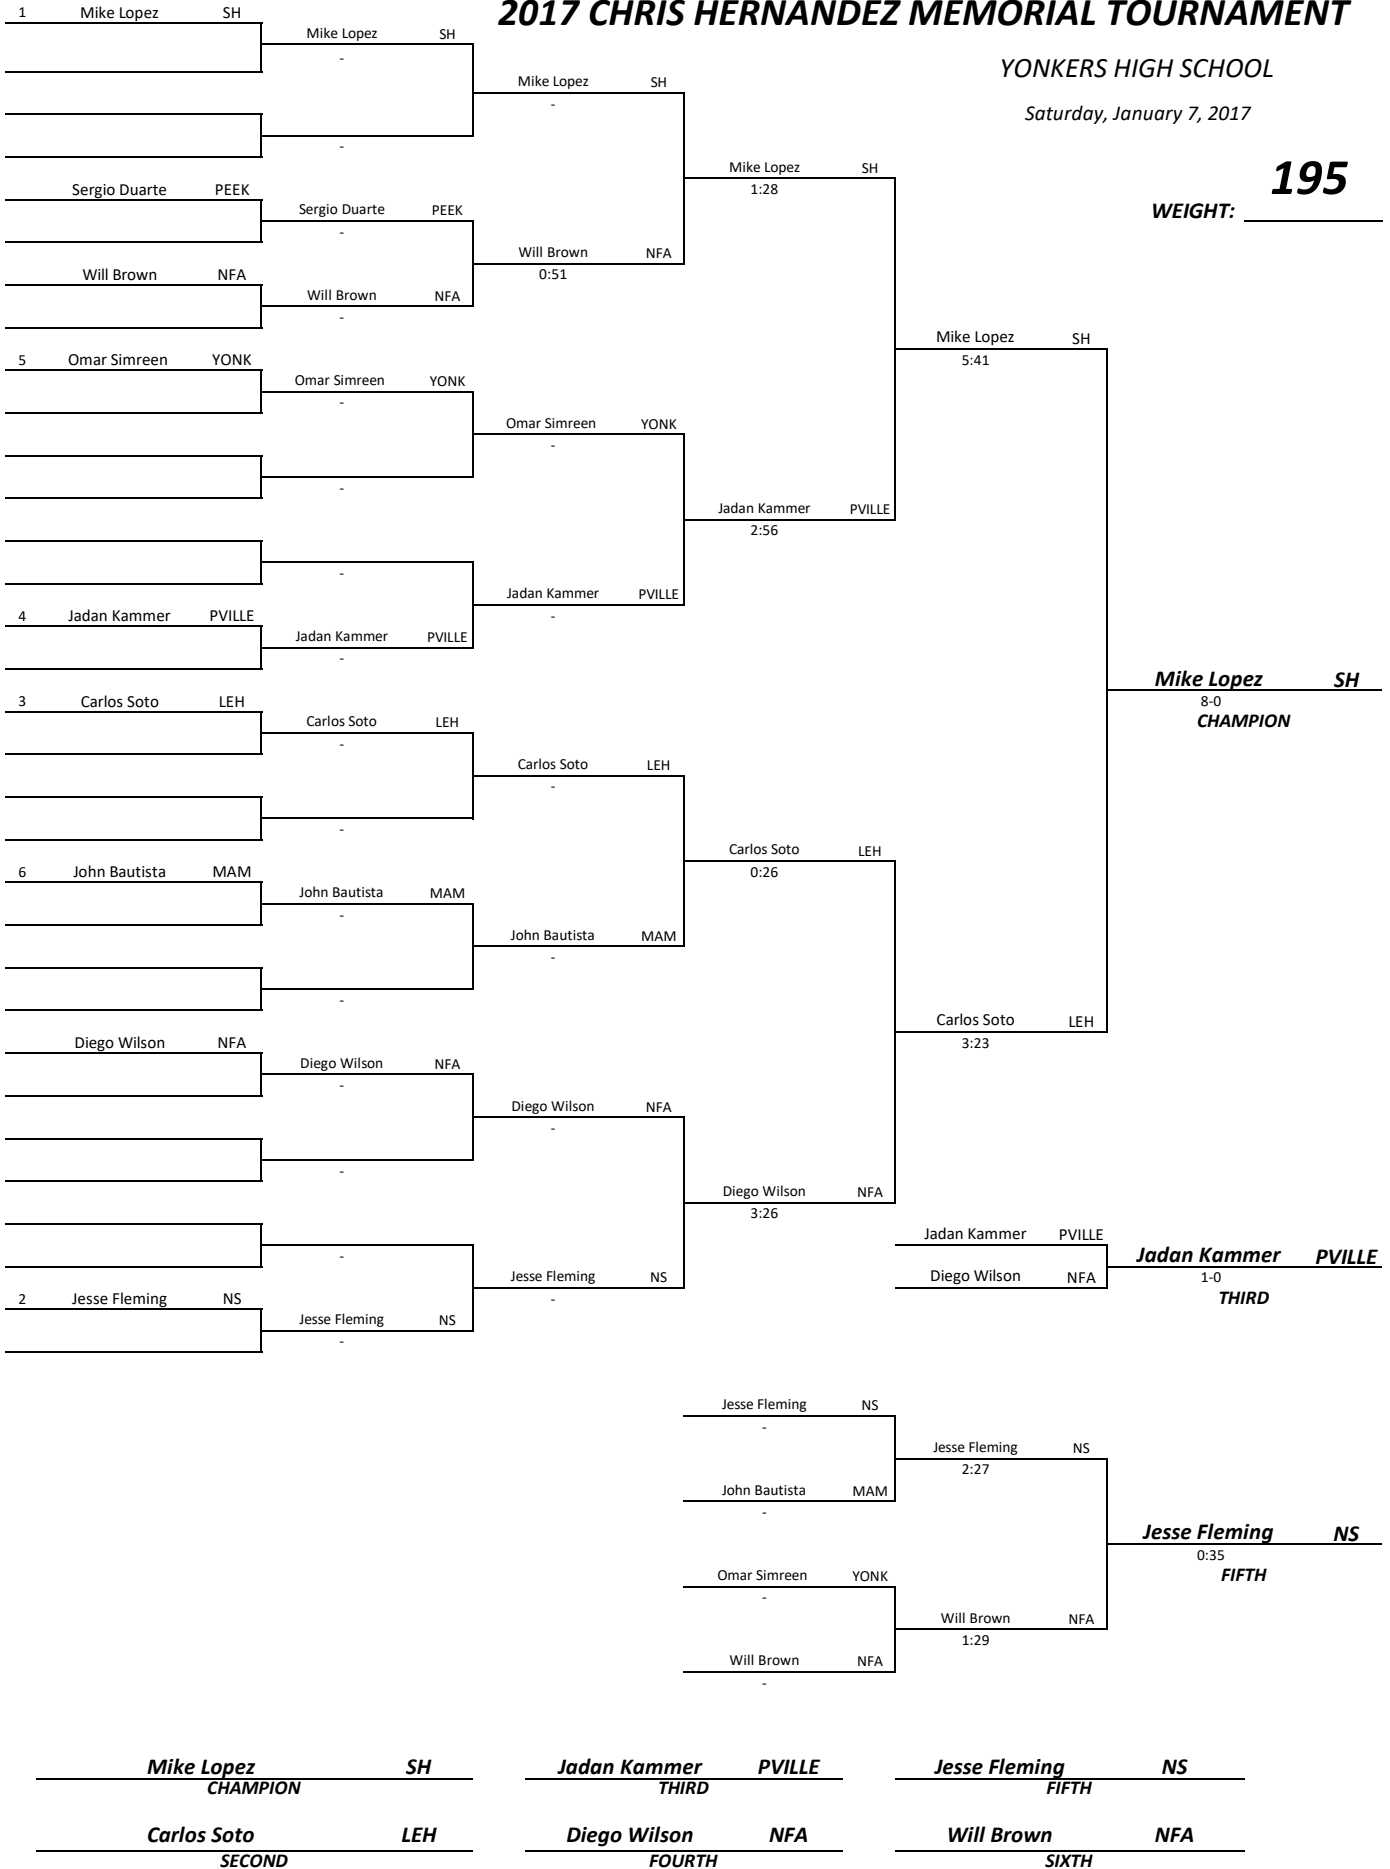 2017 CHRIS HERNANDEZ MEMORIAL TOURNAMENT
YONKERS HIGH SCHOOL
Saturday, January 7, 2017
195
WEIGHT:
1 Mike Lopez SH
Mike Lopez SH
-
Mike Lopez SH
-
-
Mike Lopez SH
1:28
Sergio Duarte PEEK
Sergio Duarte PEEK
-
Will Brown NFA
0:51
Will Brown NFA
Will Brown NFA
-
Mike Lopez SH
5:41
5 Omar Simreen YONK
Omar Simreen YONK
-
Omar Simreen YONK
-
-
Jadan Kammer PVILLE
2:56
-
Jadan Kammer PVILLE
-
4 Jadan Kammer PVILLE
Jadan Kammer PVILLE
-
Mike Lopez SH
8-0
CHAMPION
3 Carlos Soto LEH
Carlos Soto LEH
-
Carlos Soto LEH
-
-
Carlos Soto LEH
0:26
6 John Bautista MAM
John Bautista MAM
-
John Bautista MAM
-
-
Carlos Soto LEH
3:23
Diego Wilson NFA
Diego Wilson NFA
-
Diego Wilson NFA
-
-
Diego Wilson NFA
3:26
-
Jesse Fleming NS
-
2 Jesse Fleming NS
Jesse Fleming NS
-
Jadan Kammer PVILLE
Diego Wilson NFA
Jadan Kammer PVILLE
1-0
THIRD
Jesse Fleming NS
-
Jesse Fleming NS
2:27
John Bautista MAM
-
Jesse Fleming NS
0:35
FIFTH
Omar Simreen YONK
-
Will Brown NFA
1:29
Will Brown NFA
-
Mike Lopez SH
CHAMPION
Jadan Kammer PVILLE
THIRD
Jesse Fleming NS
FIFTH
Carlos Soto LEH
SECOND
Diego Wilson NFA
FOURTH
Will Brown NFA
SIXTH